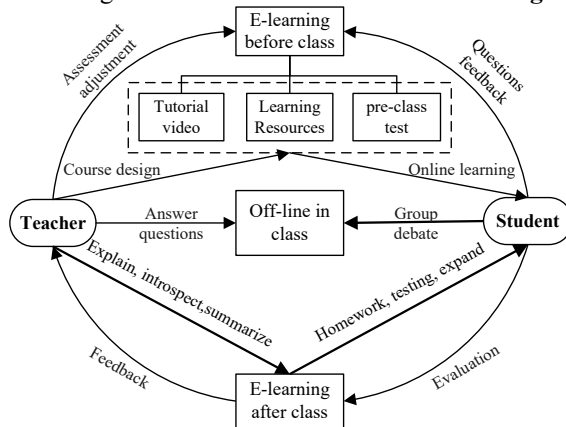 E-learning
before class
Assessment
adjustment
Questions
feedback
Tutorial
video
Learning
Resources
pre-class
test
Course design
Online learning
Teacher
Answer
questions
Off-line in
class
Group
debate
Student
Explain, introspect,summarize
Homework, testing, expand
Feedback
Evaluation
E-learning
after class